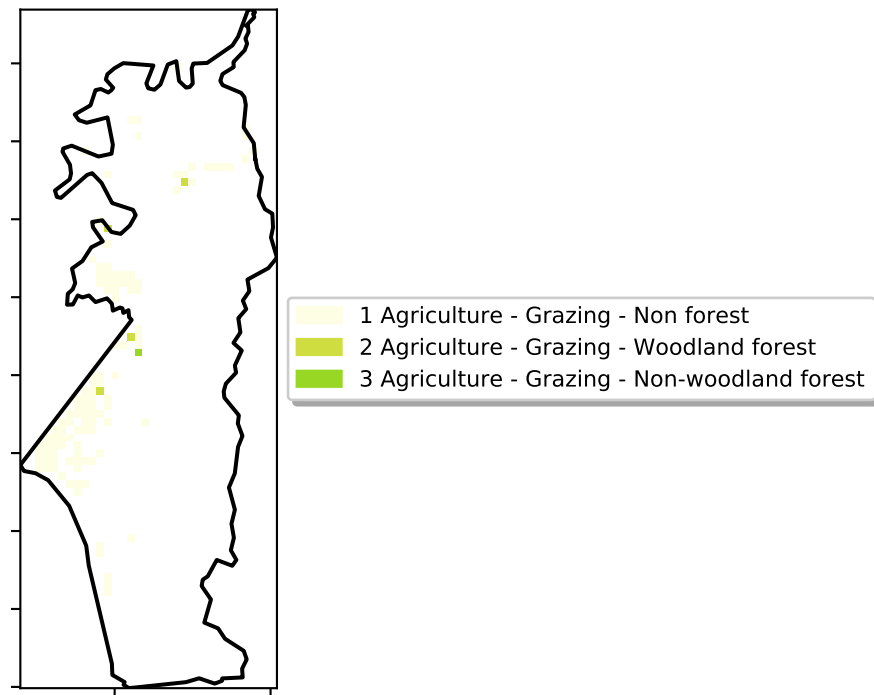 1 Agriculture - Grazing - Non forest
2 Agriculture - Grazing - Woodland forest
3 Agriculture - Grazing - Non-woodland forest